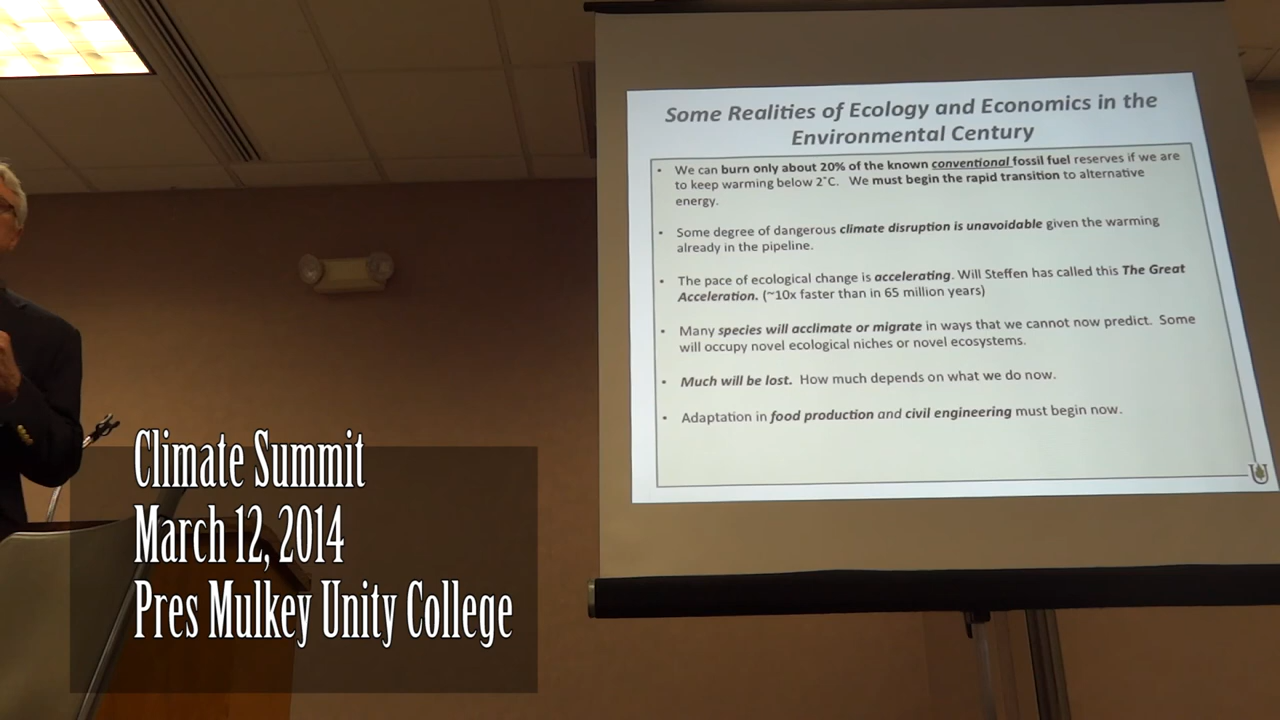 Some Realities of Ecology and Economics in the
Environmental Century
• We can burn only about 20% of the known conventional fossil fuel reserves if we are
to keep warming below 2°C. We must begin the rapid transition to alternative
energy.
• Some degree of dangerous climate disruption is unavoidable given the warming
already in the pipeline.
• The pace of ecological change is accelerating. Will Steffen has called this The Great
Acceleration. (~10x faster than in 65 million years)
• Many species will acclimate or migrate in ways that we cannot now predict. Some
will occupy novel ecological niches or novel ecosystems.
• Much will be lost. How much depends on what we do now.
• Adaptation in food production and civil engineering must begin now.
Climate Summit
March 12, 2014
Pres Mulkey Unity College